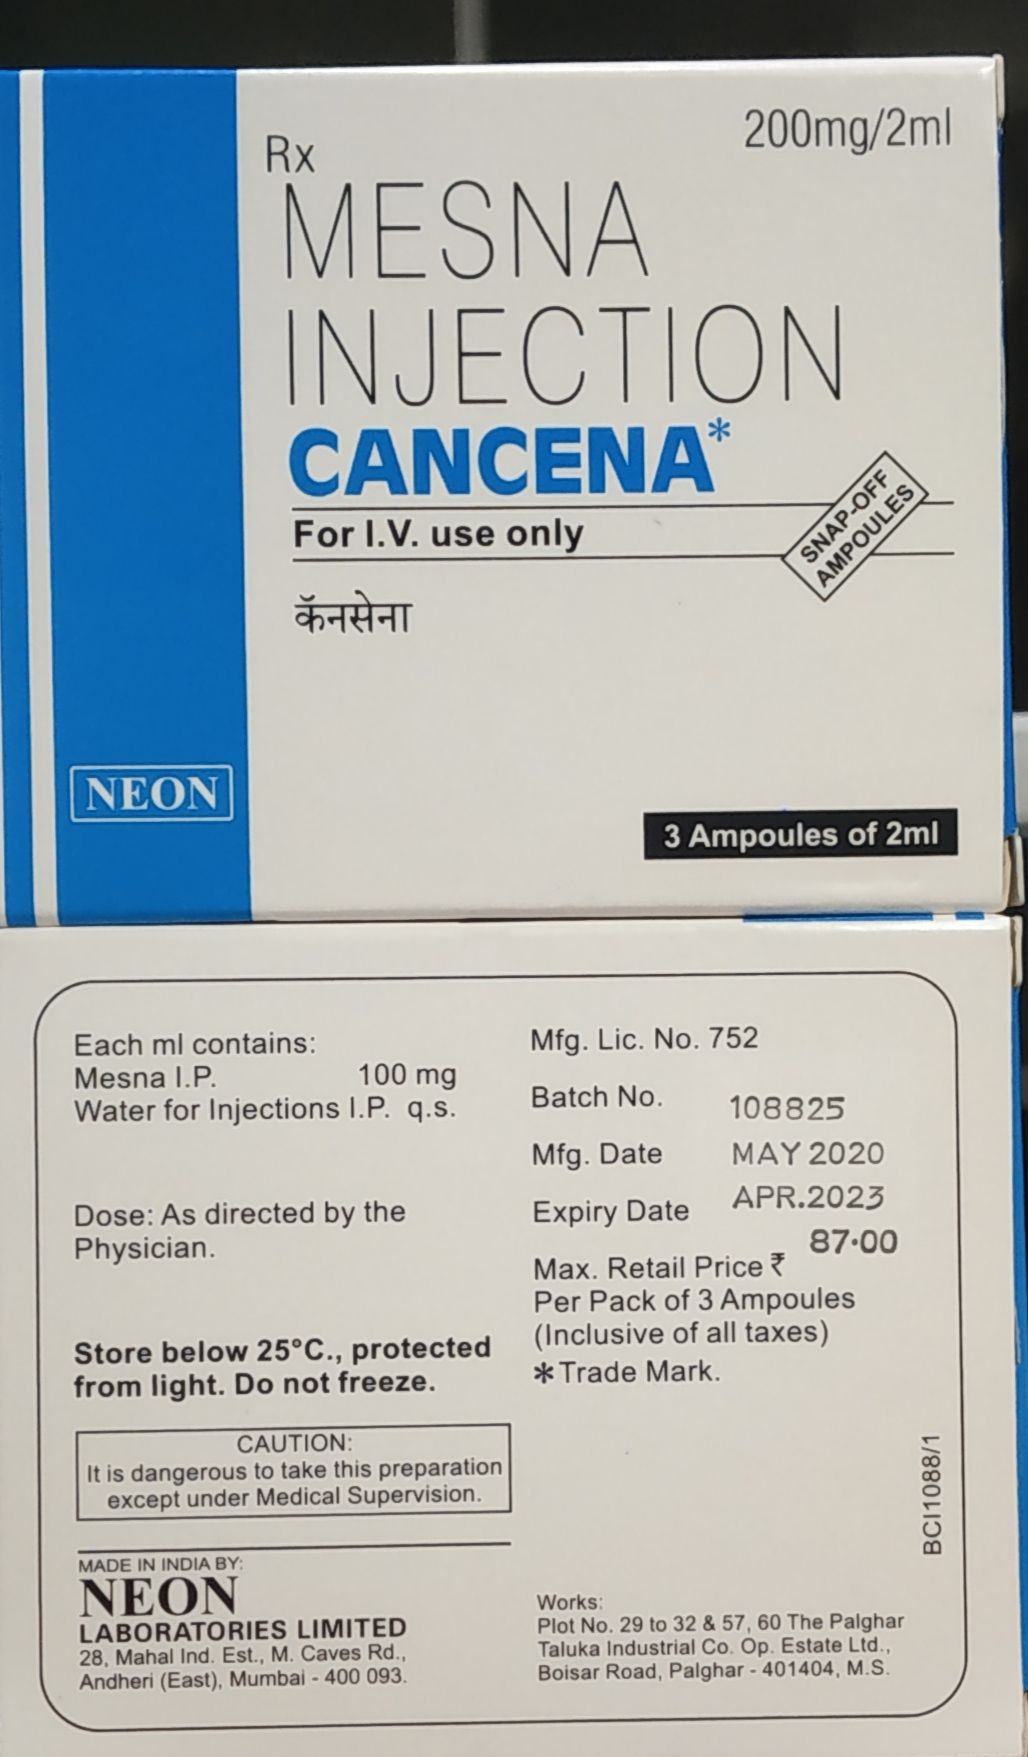 200mg/2ml
Rx
MESNA
INJECTION
CANCENA*
For I.V. use only
SNAP-OFF
AMPOULES
कॅनसेना
NEON
3 Ampoules of 2ml
Each ml contains:
Mesna I.P. 100 mg
Water for Injections I.P. q.s.
Dose: As directed by the
Physician.
Store below 25°C., protected
from light. Do not freeze.
CAUTION:
It is dangerous to take this preparation
except under Medical Supervision.
MADE IN INDIA BY:
NEON
LABORATORIES LIMITED
28, Mahal Ind. Est., M. Caves Rd.,
Andheri (East), Mumbai - 400 093.
Mfg. Lic. No. 752
Batch No. 108825
Mfg. Date MAY 2020
Expiry Date APR.2023
Max. Retail Price ₹ 87.00
Per Pack of 3 Ampoules
(Inclusive of all taxes)
* Trade Mark.
BCI1088/1
Works:
Plot No. 29 to 32 & 57, 60 The Palghar
Taluka Industrial Co. Op. Estate Ltd.,
Boisar Road, Palghar - 401404, M.S.